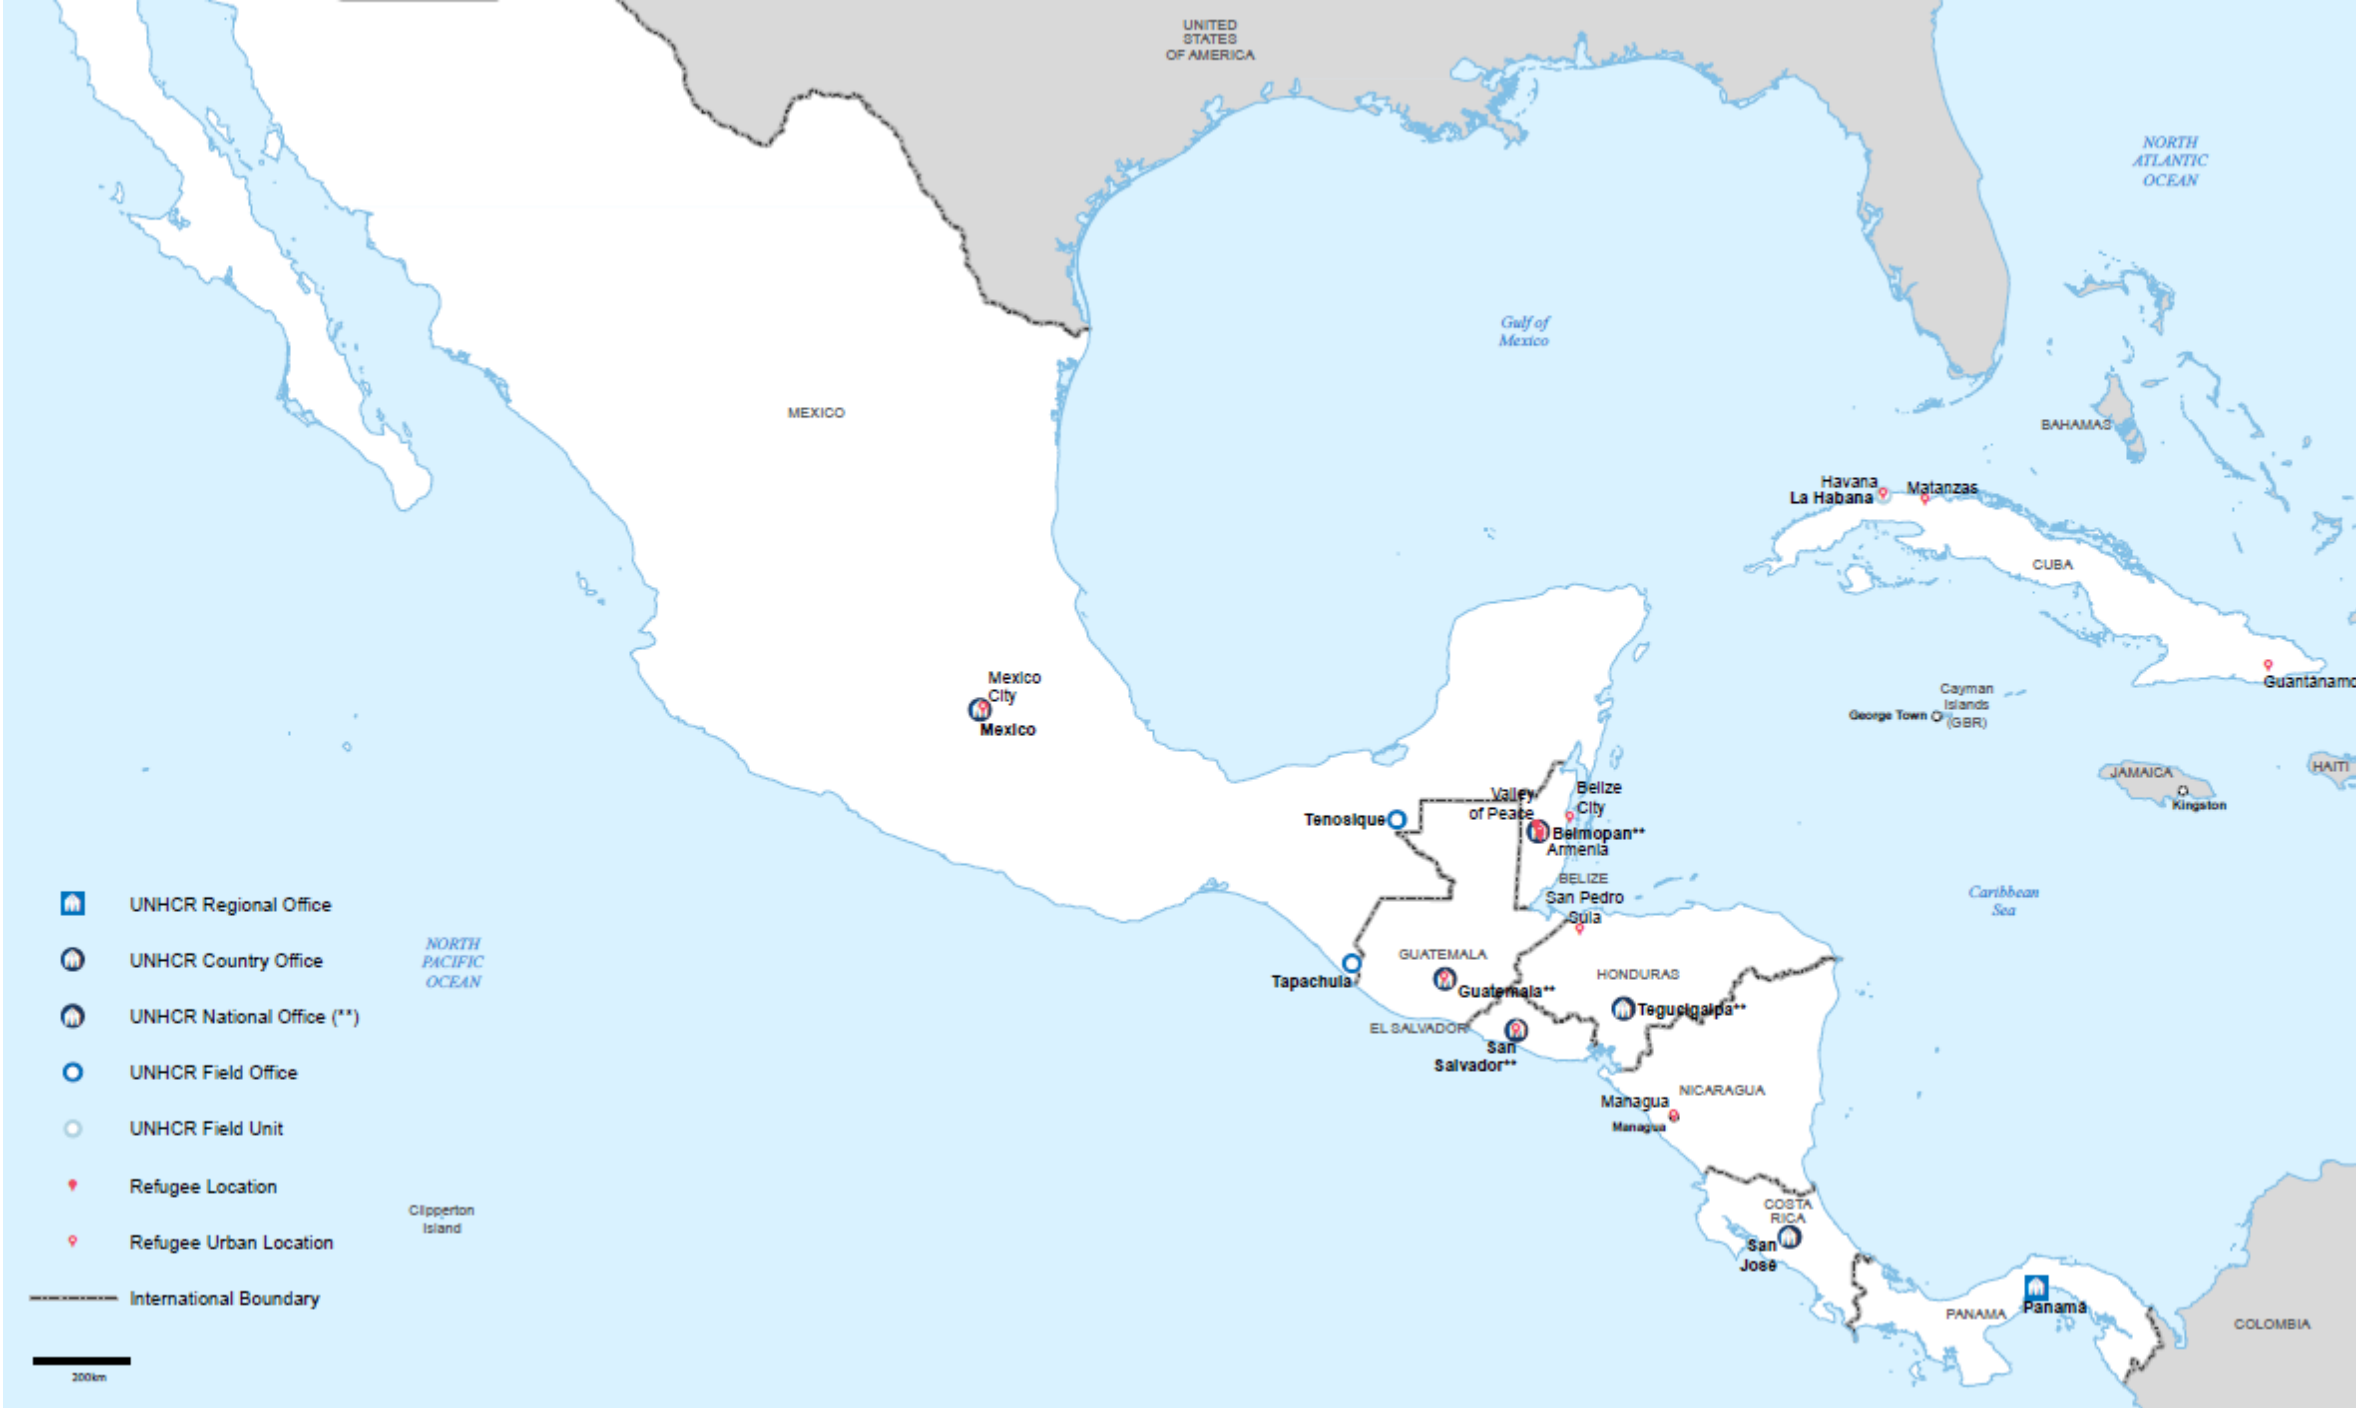 UNITED
STATES
OF AMERICA
NORTH
ATLANTIC
OCEAN
Gulf of
Mexico
MEXICO
BAHAMAS
Havana
La Habana
Matanzas
CUBA
Guantánamo
Mexico
City
Mexico
Cayman
Islands
(GBR)
George Town
JAMAICA
Kingston
HAITI
Valley
of Peace
Belize
City
Tenosique
Belmopan**
Armenia
BELIZE
San Pedro
Sula
Caribbean
Sea
UNHCR Regional Office
UNHCR Country Office
UNHCR National Office (**)
UNHCR Field Office
UNHCR Field Unit
Refugee Location
Refugee Urban Location
International Boundary
200km
NORTH
PACIFIC
OCEAN
Clipperton
Island
GUATEMALA
Tapachula
Guatemala**
HONDURAS
Tegucigalpa**
EL SALVADOR
San
Salvador**
NICARAGUA
Managua
Managua
COSTA
RICA
San
José
PANAMA
Panamá
COLOMBIA